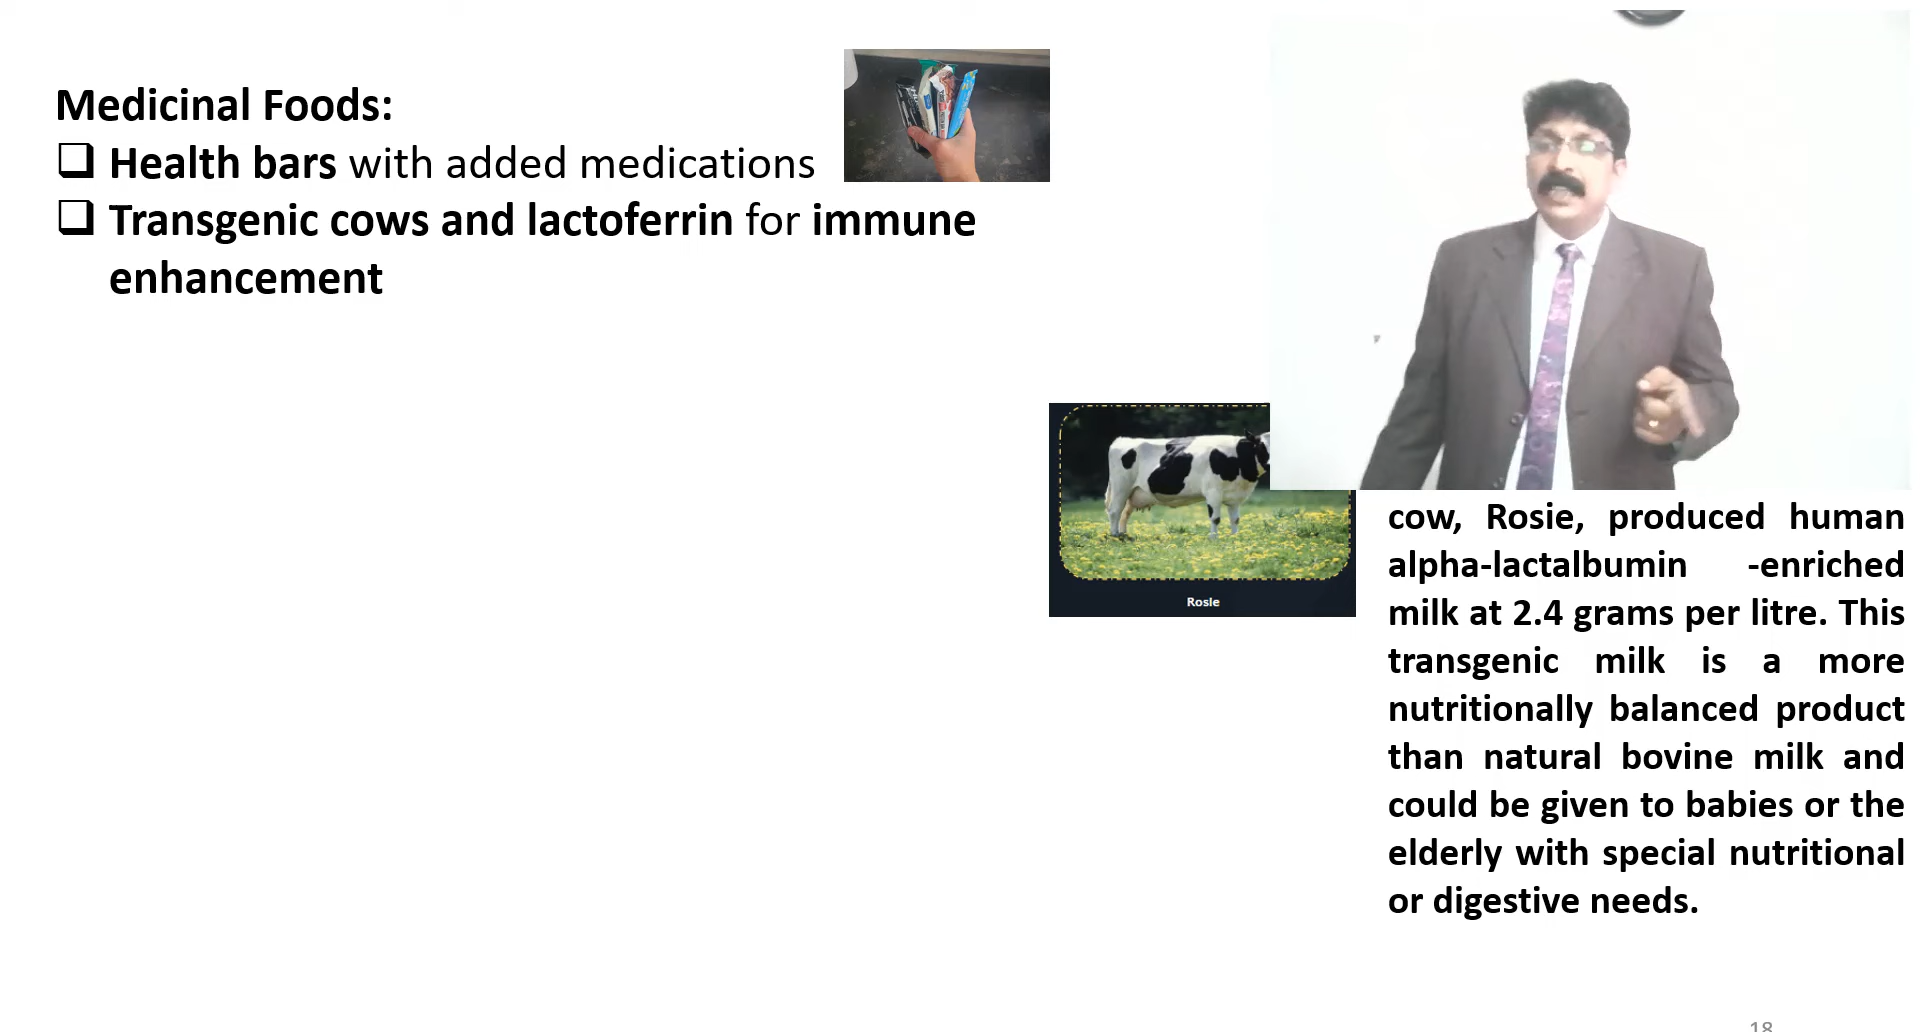 Medicinal Foods:
❑ Health bars with added medications
❑ Transgenic cows and lactoferrin for immune
enhancement
Rosie
cow, Rosie, produced human
alpha-lactalbumin -enriched
milk at 2.4 grams per litre. This
transgenic milk is a more
nutritionally balanced product
than natural bovine milk and
could be given to babies or the
elderly with special nutritional
or digestive needs.
18